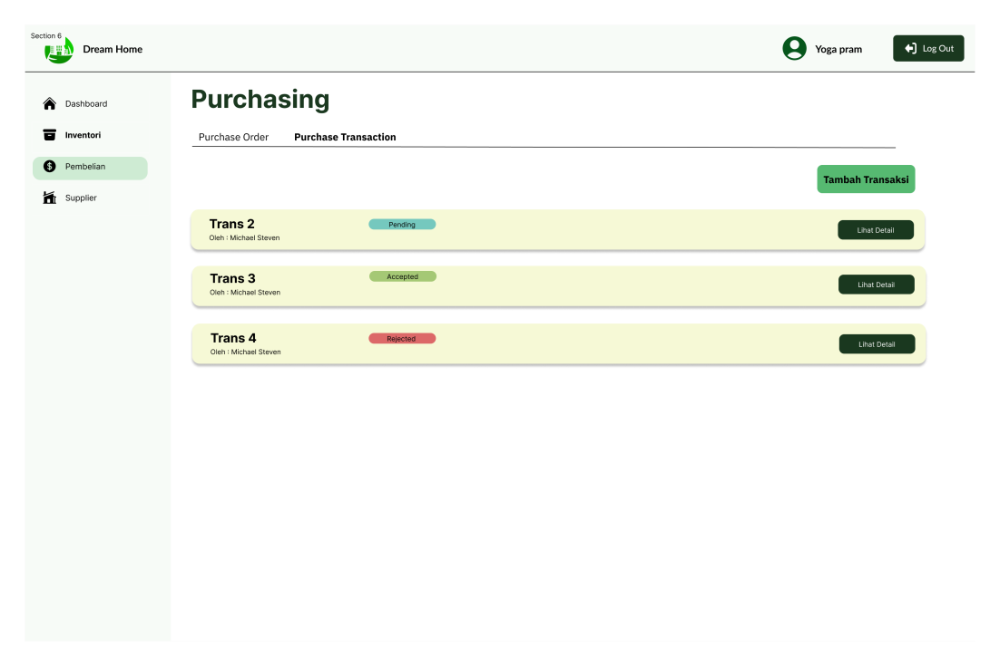 Section 6
Dream Home
Yoga pram
Log Out
Dashboard
Inventori
Pembelian
Supplier
Purchasing
Purchase Order
Purchase Transaction
Tambah Transaksi
Trans 2
Oleh : Michael Steven
Pending
Lihat Detail
Trans 3
Oleh : Michael Steven
Accepted
Lihat Detail
Trans 4
Oleh : Michael Steven
Rejected
Lihat Detail